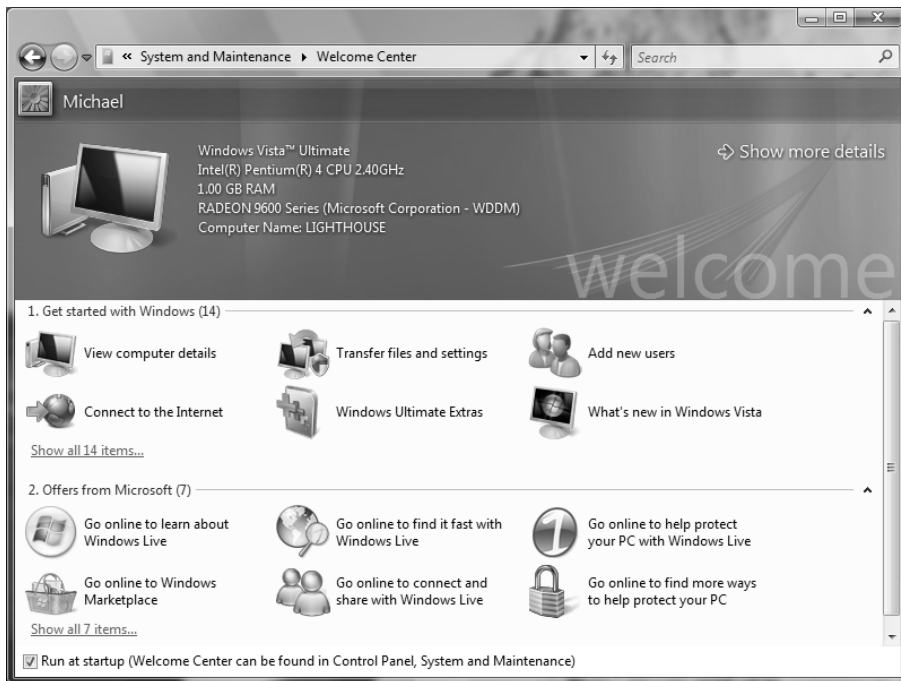 « System and Maintenance ▸ Welcome Center
Search
Michael
Windows Vista™ Ultimate
Intel(R) Pentium(R) 4 CPU 2.40GHz
1.00 GB RAM
RADEON 9600 Series (Microsoft Corporation - WDDM)
Computer Name: LIGHTHOUSE
Show more details
welcome
1. Get started with Windows (14)
View computer details
Transfer files and settings
Add new users
Connect to the Internet
Windows Ultimate Extras
What's new in Windows Vista
Show all 14 items...
2. Offers from Microsoft (7)
Go online to learn about
Windows Live
Go online to find it fast with
Windows Live
Go online to help protect
your PC with Windows Live
Go online to Windows
Marketplace
Go online to connect and
share with Windows Live
Go online to find more ways
to help protect your PC
Show all 7 items...
Run at startup (Welcome Center can be found in Control Panel, System and Maintenance)